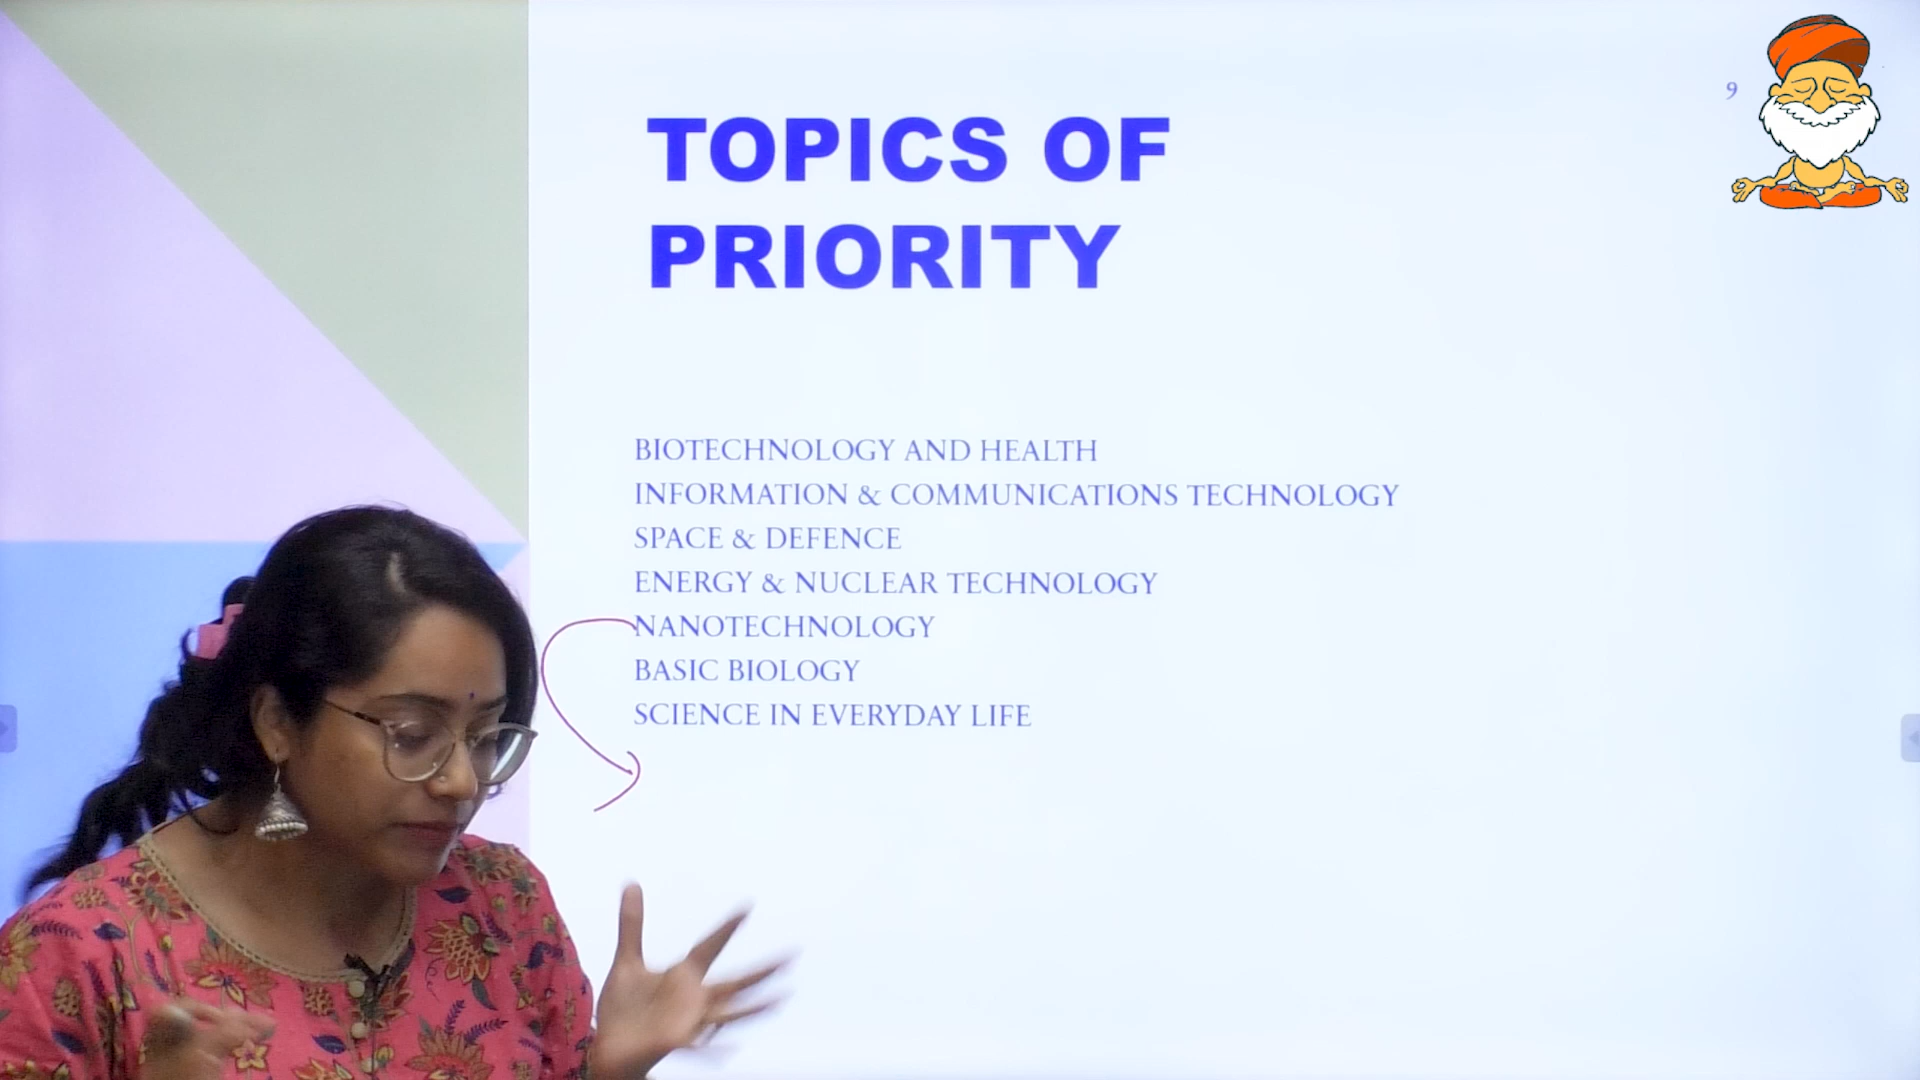 9
TOPICS OF
PRIORITY
BIOTECHNOLOGY AND HEALTH
INFORMATION & COMMUNICATIONS TECHNOLOGY
SPACE & DEFENCE
ENERGY & NUCLEAR TECHNOLOGY
NANOTECHNOLOGY
BASIC BIOLOGY
SCIENCE IN EVERYDAY LIFE